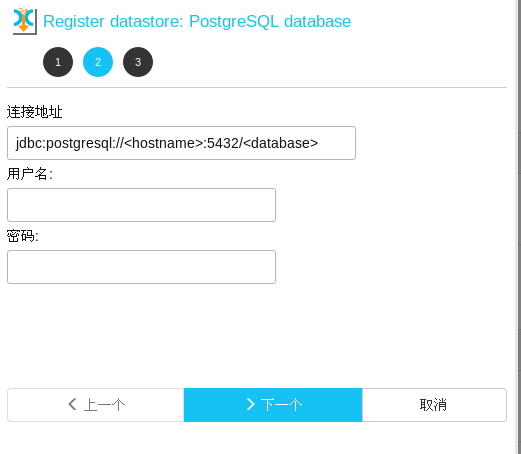 Register datastore: PostgreSQL database
1 2 3
连接地址
jdbc:postgresql://<hostname>:5432/<database>
用户名:
密码:
上一个 下一个 取消